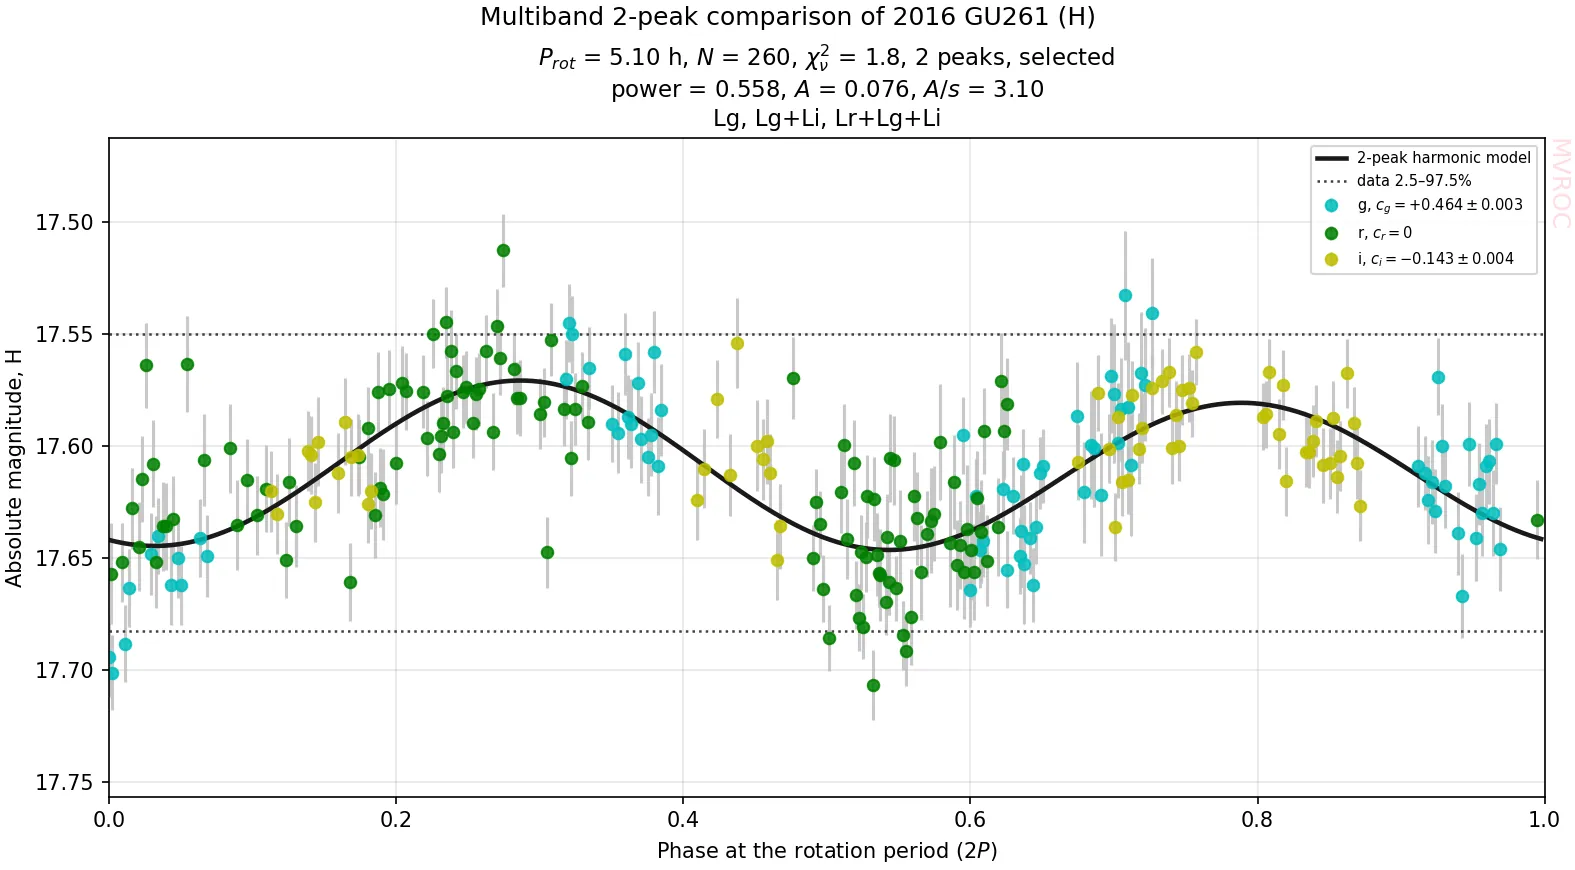 Multiband 2-peak comparison of 2016 GU261 (H)
P_rot = 5.10 h, N = 260, χ²_ν = 1.8, 2 peaks, selected
power = 0.558, A = 0.076, A/s = 3.10
Lg, Lg+Li, Lr+Lg+Li
MVROC
2-peak harmonic model
data 2.5–97.5%
g, c_g = +0.464 ± 0.003
r, c_r = 0
i, c_i = −0.143 ± 0.004
Absolute magnitude, H
17.50
17.55
17.60
17.65
17.70
17.75
0.0 0.2 0.4 0.6 0.8 1.0
Phase at the rotation period (2P)